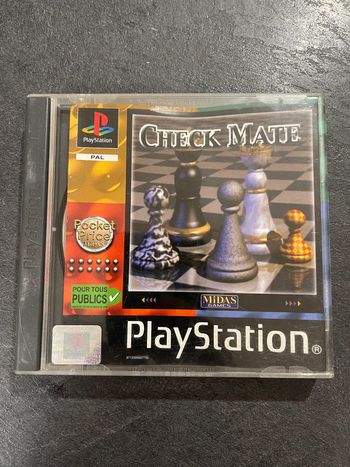 PlayStation
PAL
CHECK MATE
Pocket
Price
POUR TOUS
PUBLICS
MIDAS
GAMES
PlayStation®